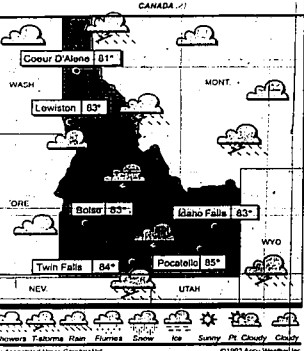 CANADA
Coeur D'Alene 81°
WASH
MONT.
Lewiston 83°
ORE
Boise 83°
Idaho Falls 83°
WYO
Twin Falls 84°
Pocatello 85°
NEV.
UTAH
Showers T-storms Rain Flurries Snow Ice Sunny Pt. Cloudy Cloudy